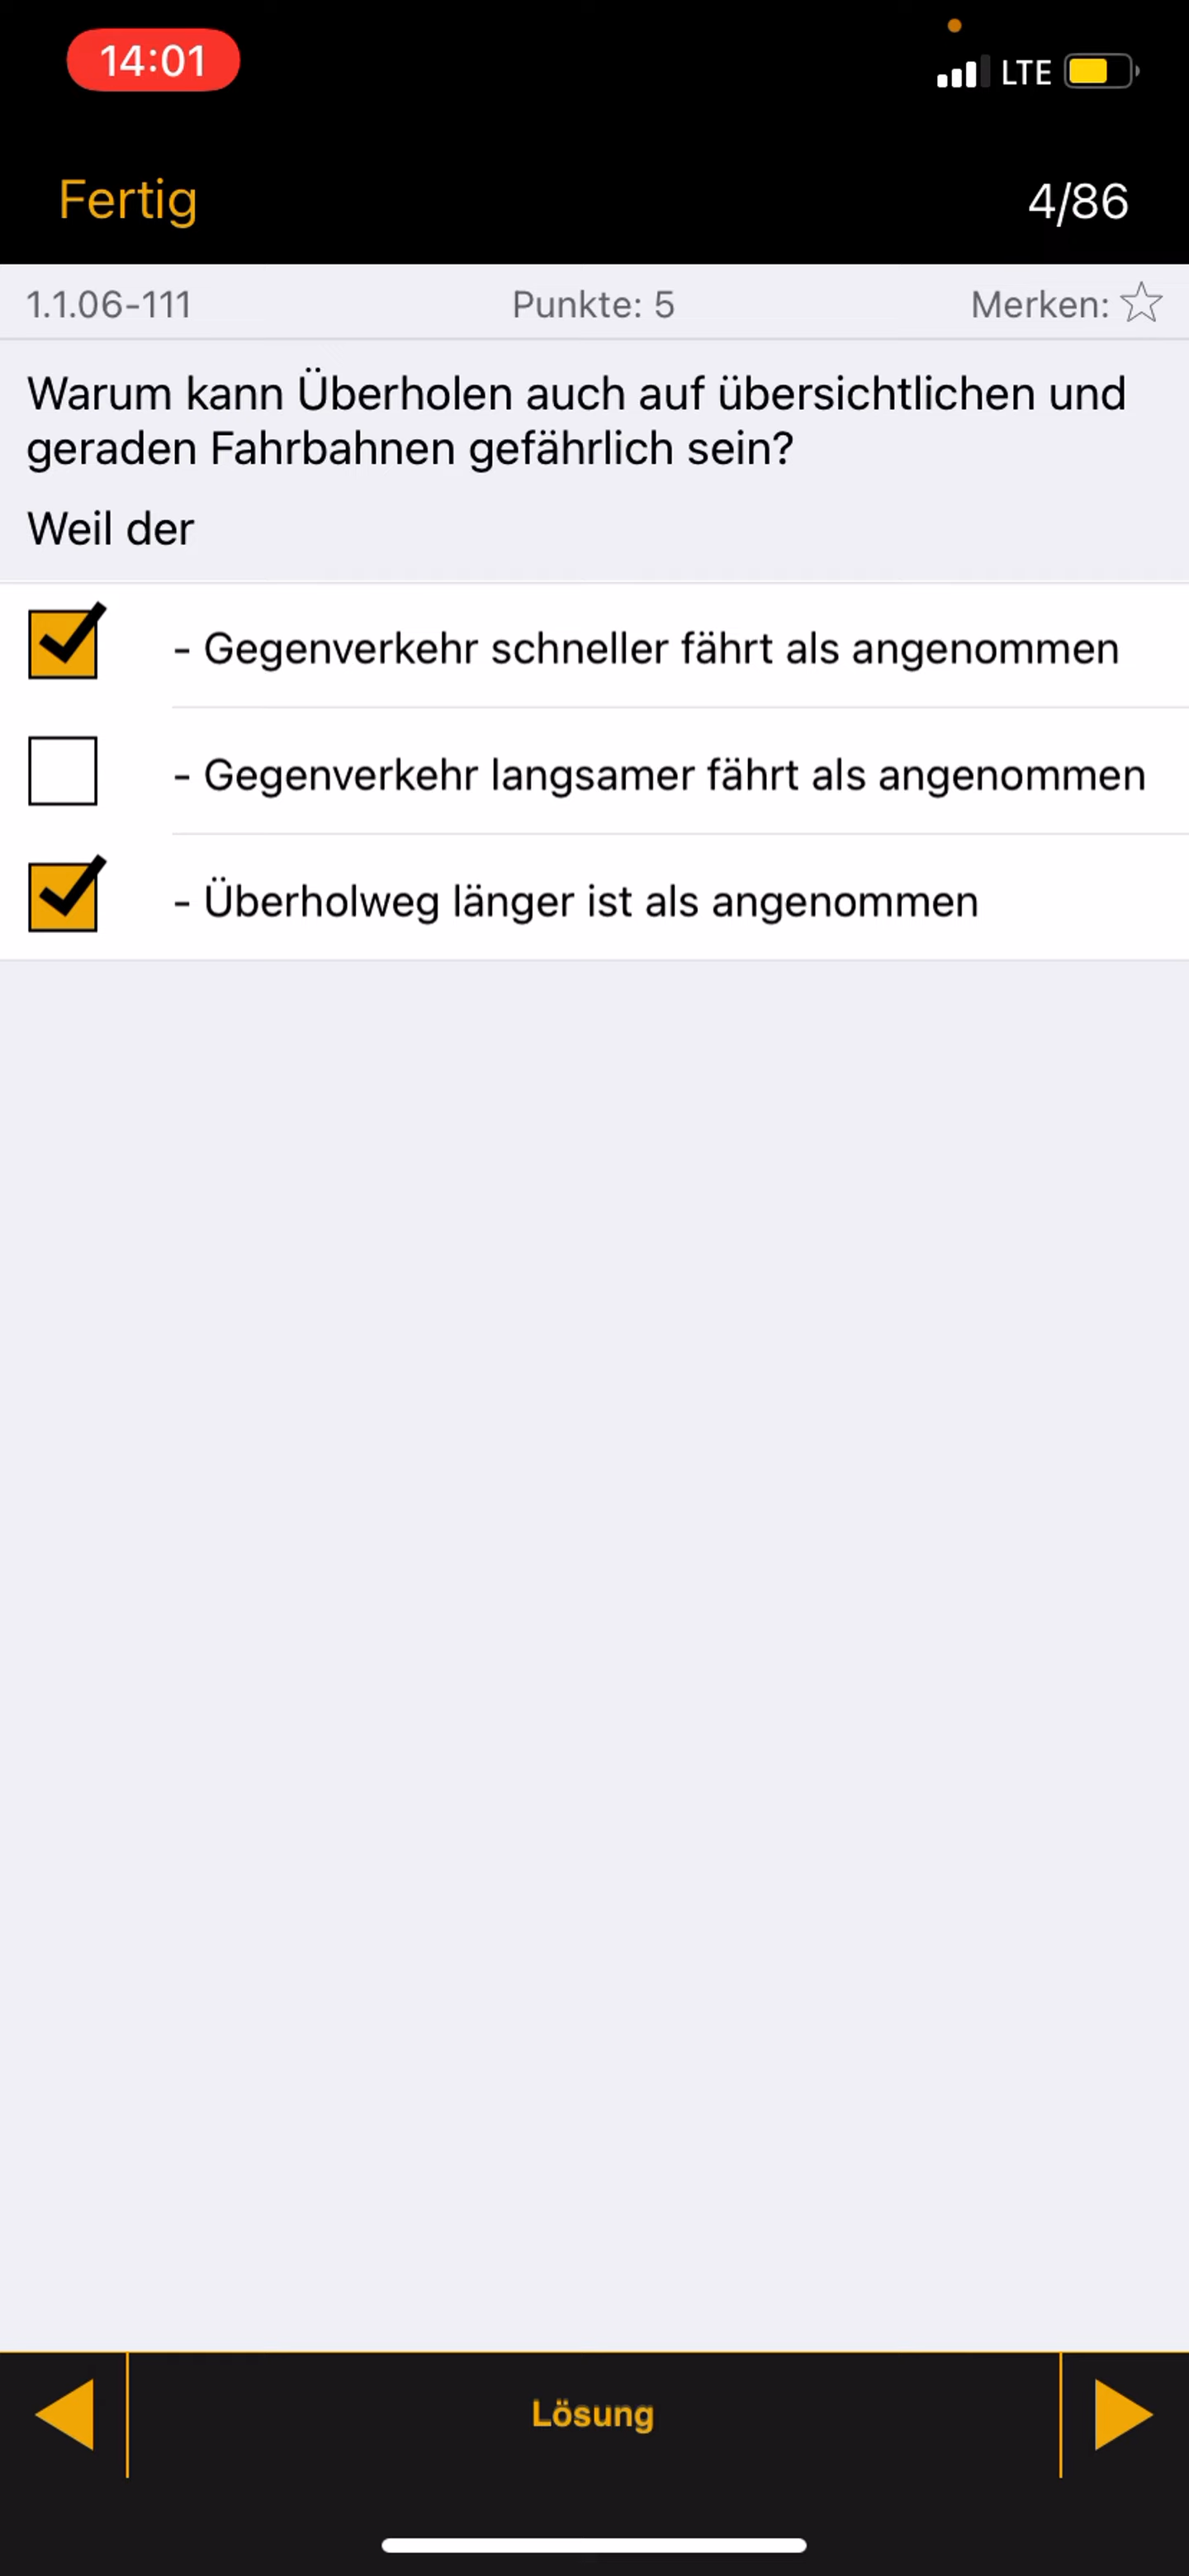 14:01
LTE
Fertig
4/86
1.1.06-111
Punkte: 5
Merken:
Warum kann Überholen auch auf übersichtlichen und
geraden Fahrbahnen gefährlich sein?
Weil der
- Gegenverkehr schneller fährt als angenommen
- Gegenverkehr langsamer fährt als angenommen
- Überholweg länger ist als angenommen
Lösung